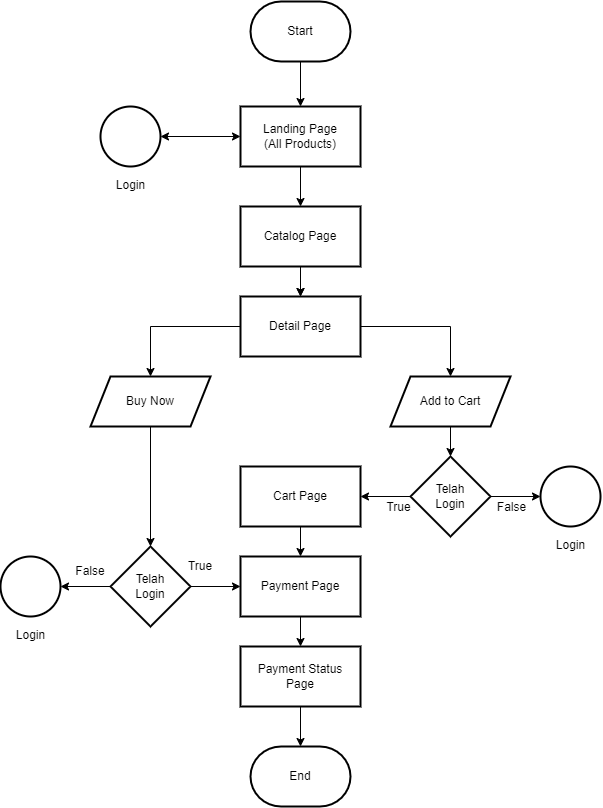 Start
Landing Page
(All Products)
Login
Catalog Page
Detail Page
Buy Now
Add to Cart
Telah
Login
Cart Page
True
False
Login
False
Telah
Login
True
Payment Page
Login
Payment Status
Page
End